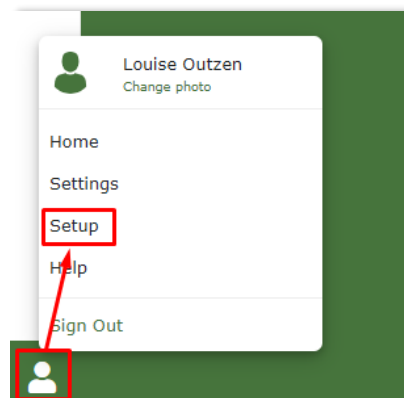 Louise Outzen
Change photo
Home
Settings
Setup
Help
Sign Out